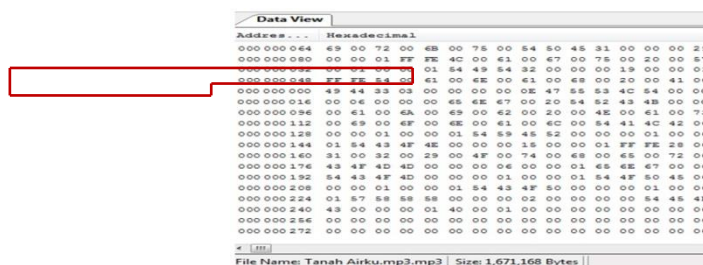 Data View
Addres... Hexadecimal
000 000 064 69 00 72 00 6B 00 75 00 54 50 45 31 00 00 00
000 000 080 00 00 01 FF FE 4C 00 61 00 67 00 75 00 20 00
00 01 00 00 01 54 49 54 32 00 00 00 19 00 00
000 000 048 FF FE 54 00 61 00 6E 00 61 00 68 00 20 00 41
000 000 000 49 44 33 03 00 00 00 00 0E 47 55 53 4C 54 00
000 000 016 00 06 00 00 00 65 6E 67 00 20 54 52 43 4B 00
000 000 096 00 61 00 6A 00 69 00 62 00 20 00 4E 00 61 00
000 000 112 00 69 00 6F 00 6E 00 61 00 6C 00 54 41 4C 42
000 000 128 00 00 01 00 00 01 54 59 45 52 00 00 00 01 00
000 000 144 01 54 43 4F 4E 00 00 00 15 00 00 01 FF FE 28
000 000 160 31 00 32 00 29 00 4F 00 74 00 68 00 65 00 72
000 000 176 43 4F 4D 4D 00 00 00 06 00 00 01 65 6E 67 00
000 000 192 54 43 4F 4D 00 00 00 01 00 00 01 54 4F 50 45
000 000 208 00 00 01 00 00 01 54 43 4F 50 00 00 00 01 00
000 000 224 01 57 58 58 58 00 00 00 02 00 00 00 00 54 45
000 000 240 43 00 00 00 01 40 00 01 00 00 00 00 00 00 00
000 000 256 00 00 00 00 00 00 00 00 00 00 00 00 00 00 00
000 000 272 00 00 00 00 00 00 00 00 00 00 00 00 00 00 00
File Name: Tanah Airku.mp3.mp3 Size: 1,671,168 Bytes